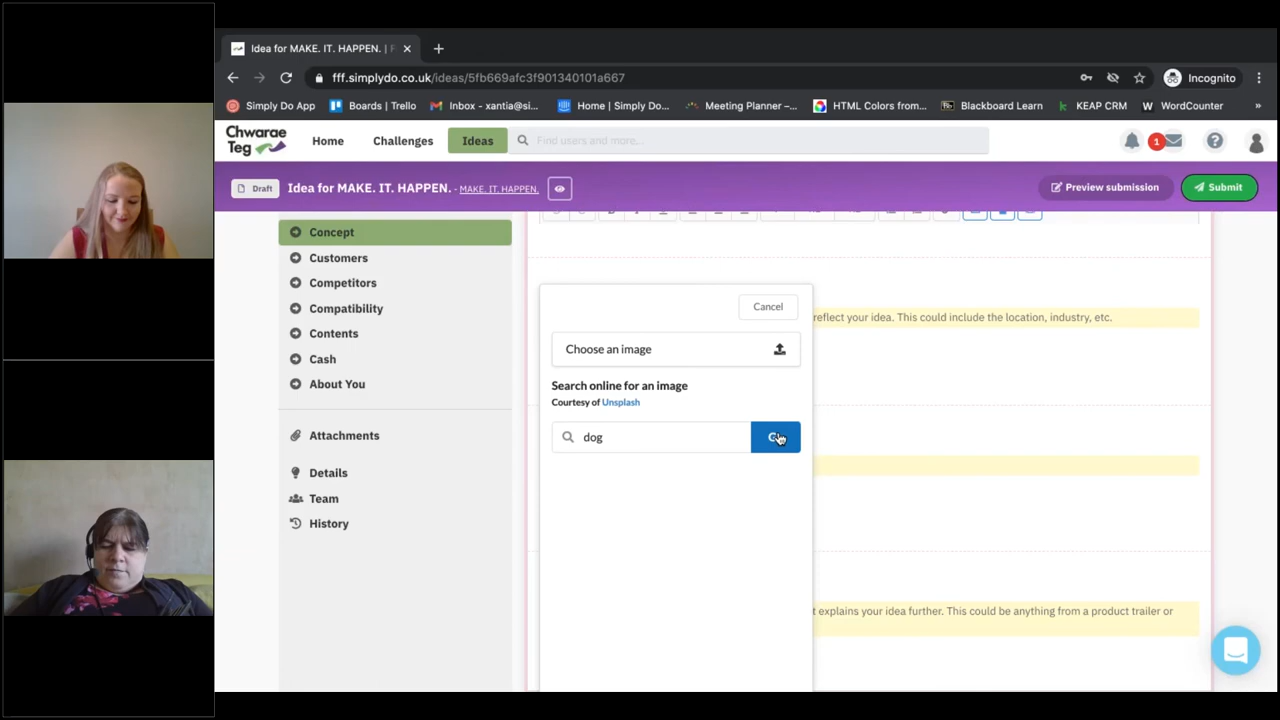 Idea for MAKE. IT. HAPPEN. |
fff.simplydo.co.uk/ideas/5fb669afc3f901340101a667
Incognito
Simply Do App
Boards | Trello
Inbox - xantia@si...
Home | Simply Do...
Meeting Planner –...
HTML Colors from...
Blackboard Learn
KEAP CRM
WordCounter
»
Chwarae
Teg
Home
Challenges
Ideas
Find users and more...
1
Draft
Idea for MAKE. IT. HAPPEN. - MAKE. IT. HAPPEN.
Preview submission
Submit
Concept
Customers
Competitors
Compatibility
Contents
Cash
About You
Attachments
Details
Team
History
Cancel
reflect your idea. This could include the location, industry, etc.
Choose an image
Search online for an image
Courtesy of Unsplash
dog
explains your idea further. This could be anything from a product trailer or